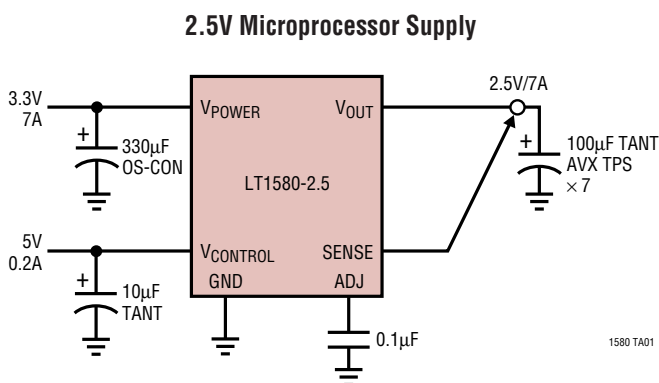 2.5V Microprocessor Supply
3.3V
7A
+
330µF
OS-CON
5V
0.2A
+
10µF
TANT
VPOWER
VOUT
LT1580-2.5
VCONTROL
SENSE
GND
ADJ
0.1µF
2.5V/7A
+
100µF TANT
AVX TPS
× 7
1580 TA01